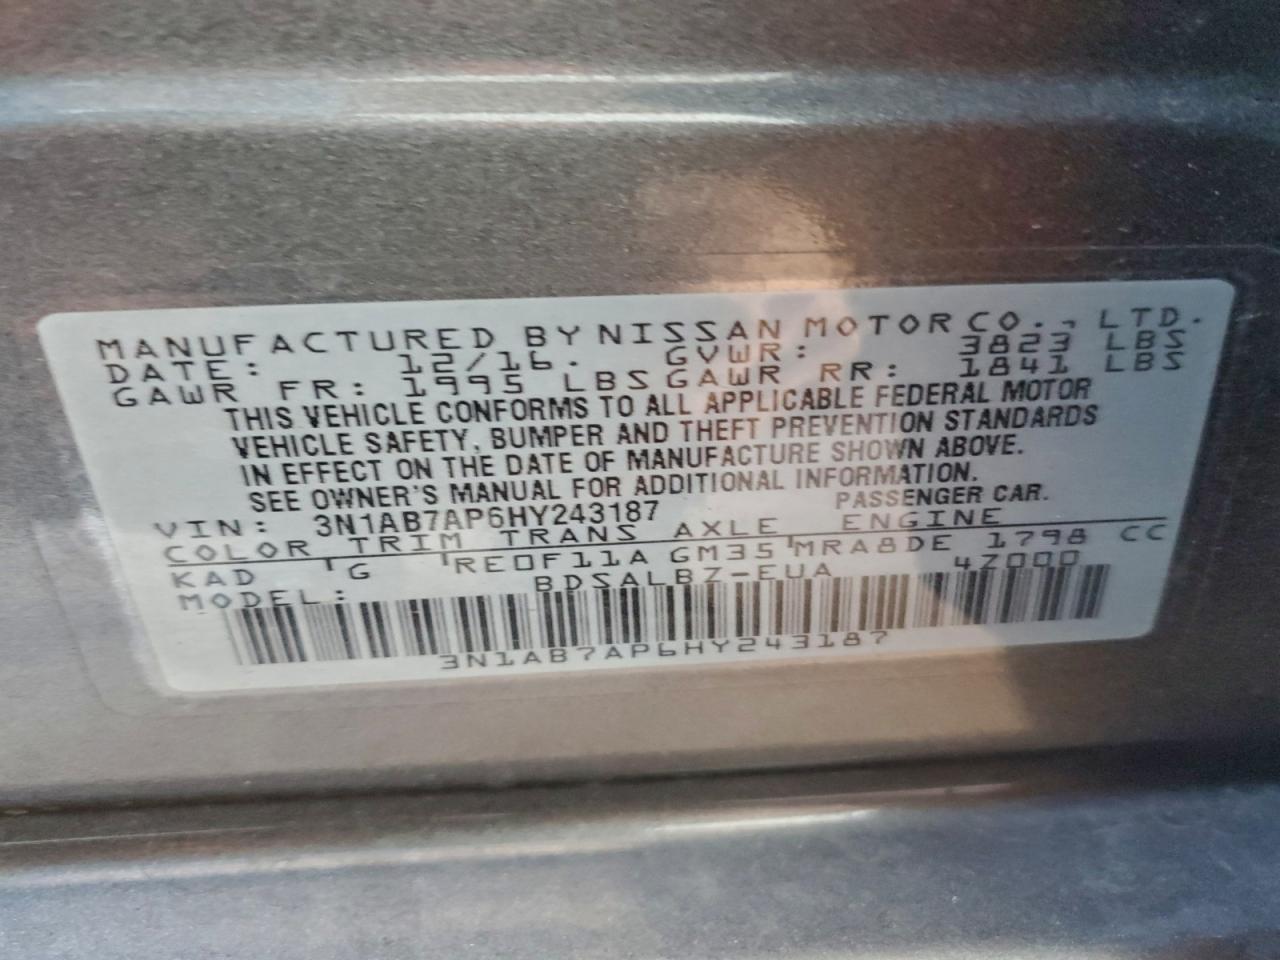 MANUFACTURED BY NISSAN MOTOR CO., LTD.
DATE: 12/16. GVWR: 3823 LBS
GAWR FR: 1995 LBS GAWR RR: 1841 LBS
THIS VEHICLE CONFORMS TO ALL APPLICABLE FEDERAL MOTOR
VEHICLE SAFETY, BUMPER AND THEFT PREVENTION STANDARDS
IN EFFECT ON THE DATE OF MANUFACTURE SHOWN ABOVE.
SEE OWNER'S MANUAL FOR ADDITIONAL INFORMATION.
VIN: 3N1AB7AP6HY243187 PASSENGER CAR.
COLOR TRIM TRANS AXLE ENGINE
KAD G RE0F11A GM35 MRA8DE 1798 CC
MODEL: BDSALBZ-EUA 4Z000
3N1AB7AP6HY243187